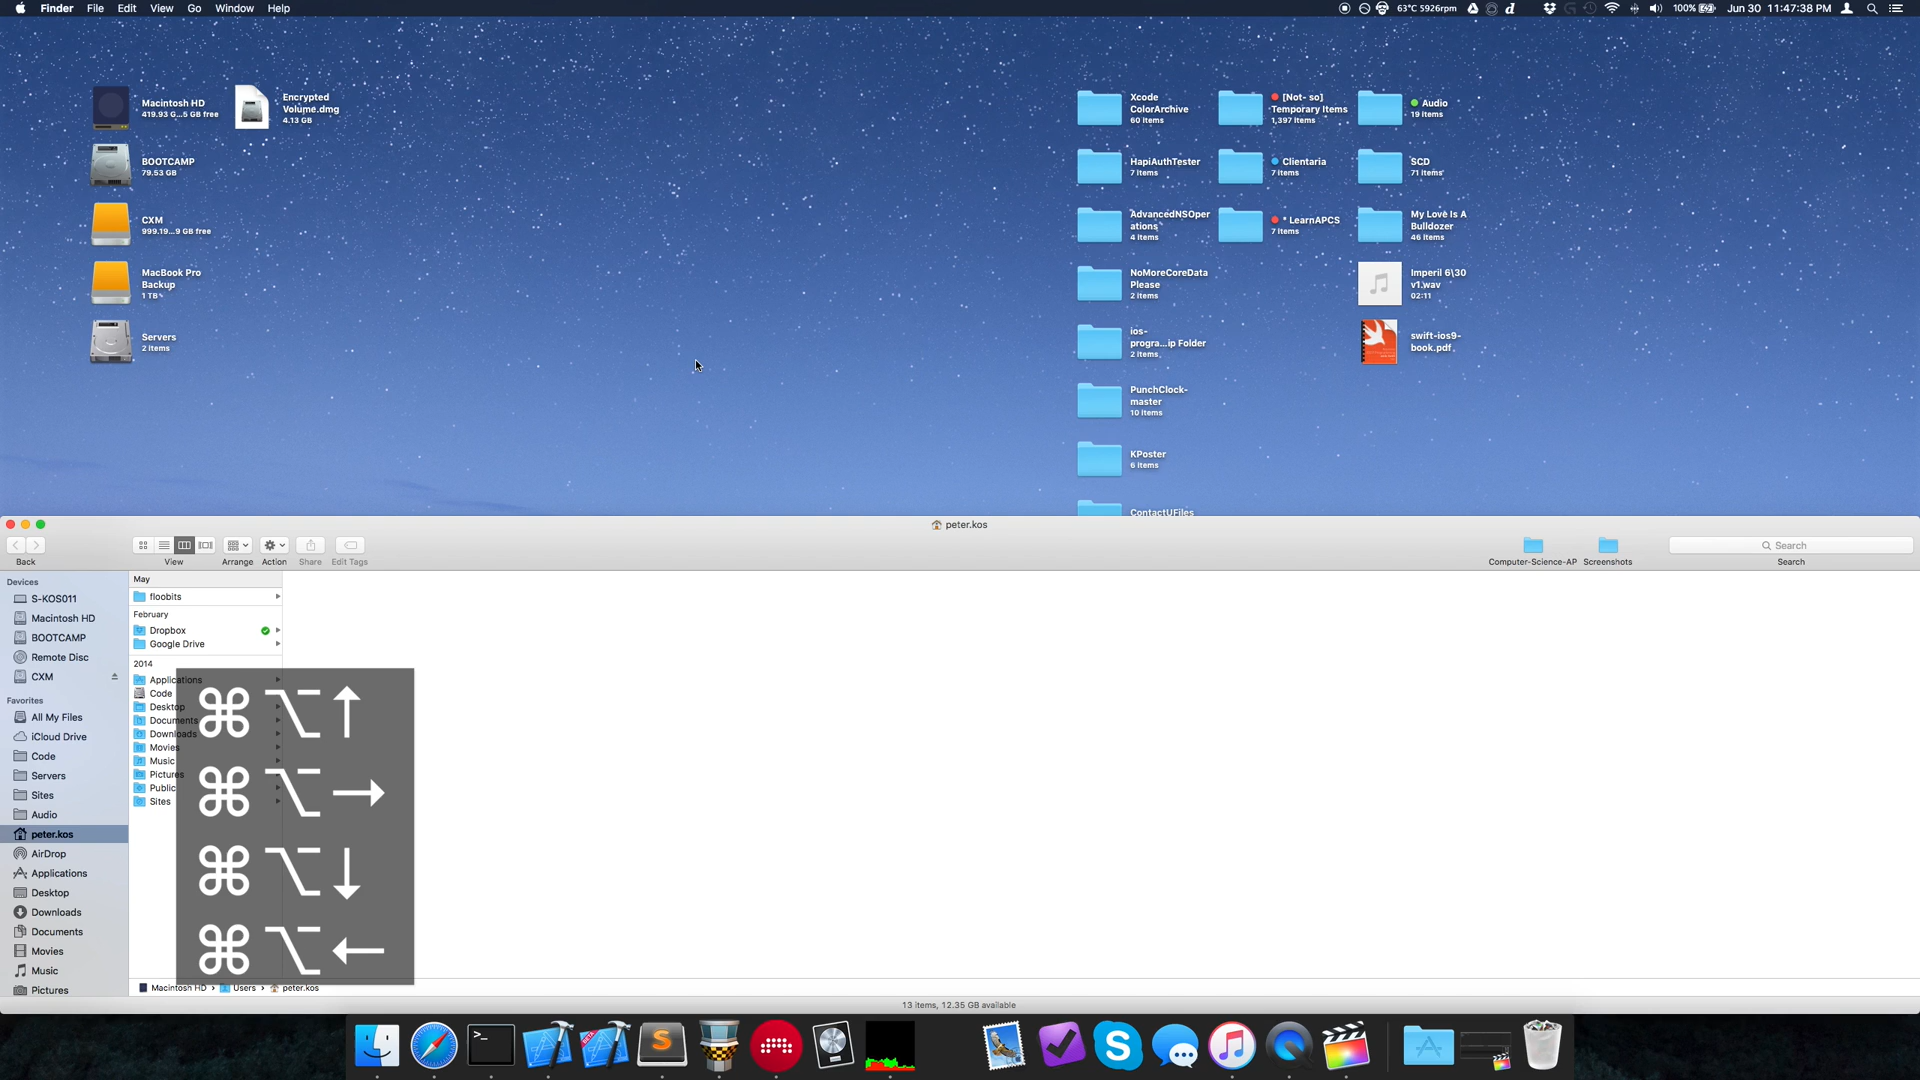 Finder File Edit View Go Window Help 63°C 5926rpm d 100% Jun 30 11:47:38 PM
Macintosh HD
419.93 G...5 GB free
Encrypted
Volume.dmg
4.13 GB
BOOTCAMP
79.53 GB
CXM
999.19...9 GB free
MacBook Pro
Backup
1 TB
Servers
2 items
Xcode
ColorArchive
60 items
[Not- so]
Temporary Items
1,397 items
Audio
19 items
HapiAuthTester
7 items
Clientaria
7 items
SCD
71 items
AdvancedNSOper
ations
4 items
* LearnAPCS
7 items
My Love Is A
Bulldozer
46 items
NoMoreCoreData
Please
2 items
Imperil 6\30
v1.wav
02:11
ios-
progra...ip Folder
2 items
swift-ios9-
book.pdf
PunchClock-
master
10 items
KPoster
6 items
ContactUFiles
peter.kos
Back View Arrange Action Share Edit Tags Computer-Science-AP Screenshots Search
Search
Devices
S-KOS011
Macintosh HD
BOOTCAMP
Remote Disc
CXM
Favorites
All My Files
iCloud Drive
Code
Servers
Sites
Audio
peter.kos
AirDrop
Applications
Desktop
Downloads
Documents
Movies
Music
Pictures
May
floobits
February
Dropbox
Google Drive
2014
Applications
Code
Desktop
Documents
Downloads
Movies
Music
Pictures
Public
Sites
⌘ ⌥ ↑
⌘ ⌥ →
⌘ ⌥ ↓
⌘ ⌥ ←
Macintosh HD › Users › peter.kos
13 items, 12.35 GB available